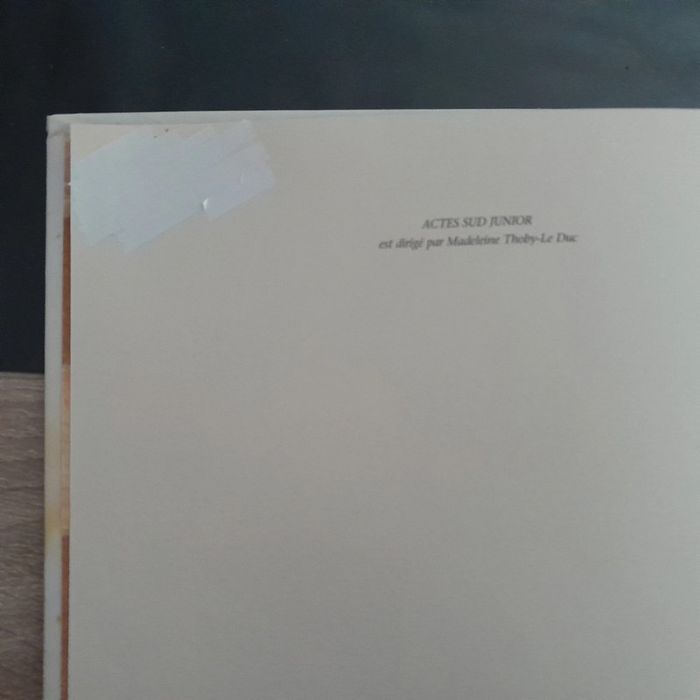 ACTES SUD JUNIOR
est dirigé par Madeleine Thoby-Le Duc